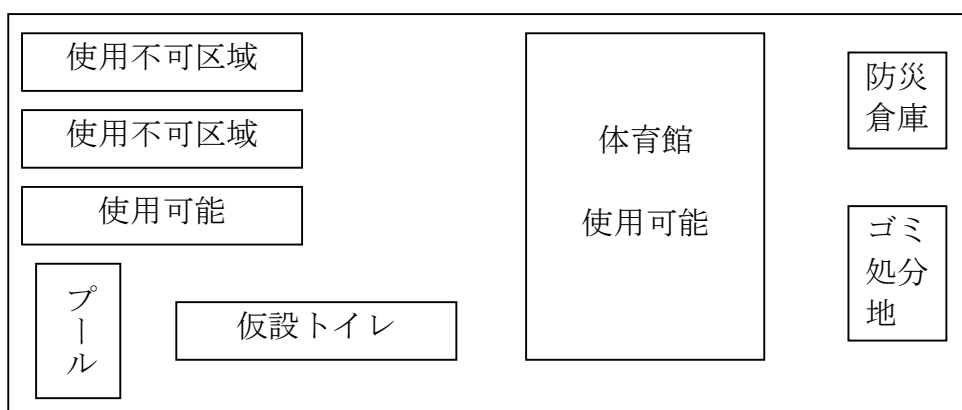 使用不可区域
使用不可区域
使用可能
プール
仮設トイレ
体育館
使用可能
防災
倉庫
ゴミ
処分
地